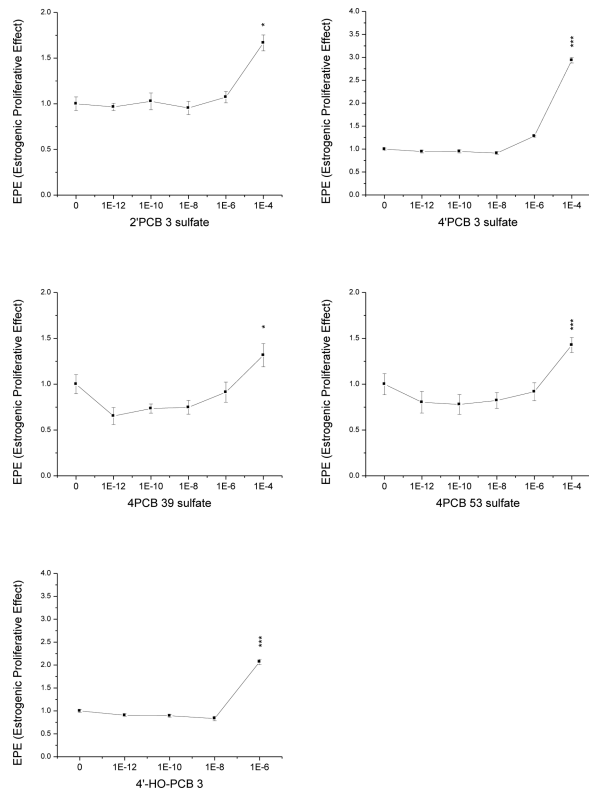 EPE (Estrogenic Proliferative Effect)
2.0
1.5
1.0
0.5
0.0
*
0 1E-12 1E-10 1E-8 1E-6 1E-4
2'PCB 3 sulfate
EPE (Estrogenic Proliferative Effect)
4.0
3.5
3.0
2.5
2.0
1.5
1.0
0.5
0.0
***
0 1E-12 1E-10 1E-8 1E-6 1E-4
4'PCB 3 sulfate
EPE (Estrogenic Proliferative Effect)
2.0
1.5
1.0
0.5
0.0
*
0 1E-12 1E-10 1E-8 1E-6 1E-4
4PCB 39 sulfate
EPE (Estrogenic Proliferative Effect)
2.0
1.5
1.0
0.5
0.0
***
0 1E-12 1E-10 1E-8 1E-6 1E-4
4PCB 53 sulfate
EPE (Estrogenic Proliferative Effect)
4.0
3.5
3.0
2.5
2.0
1.5
1.0
0.5
0.0
***
0 1E-12 1E-10 1E-8 1E-6
4'-HO-PCB 3